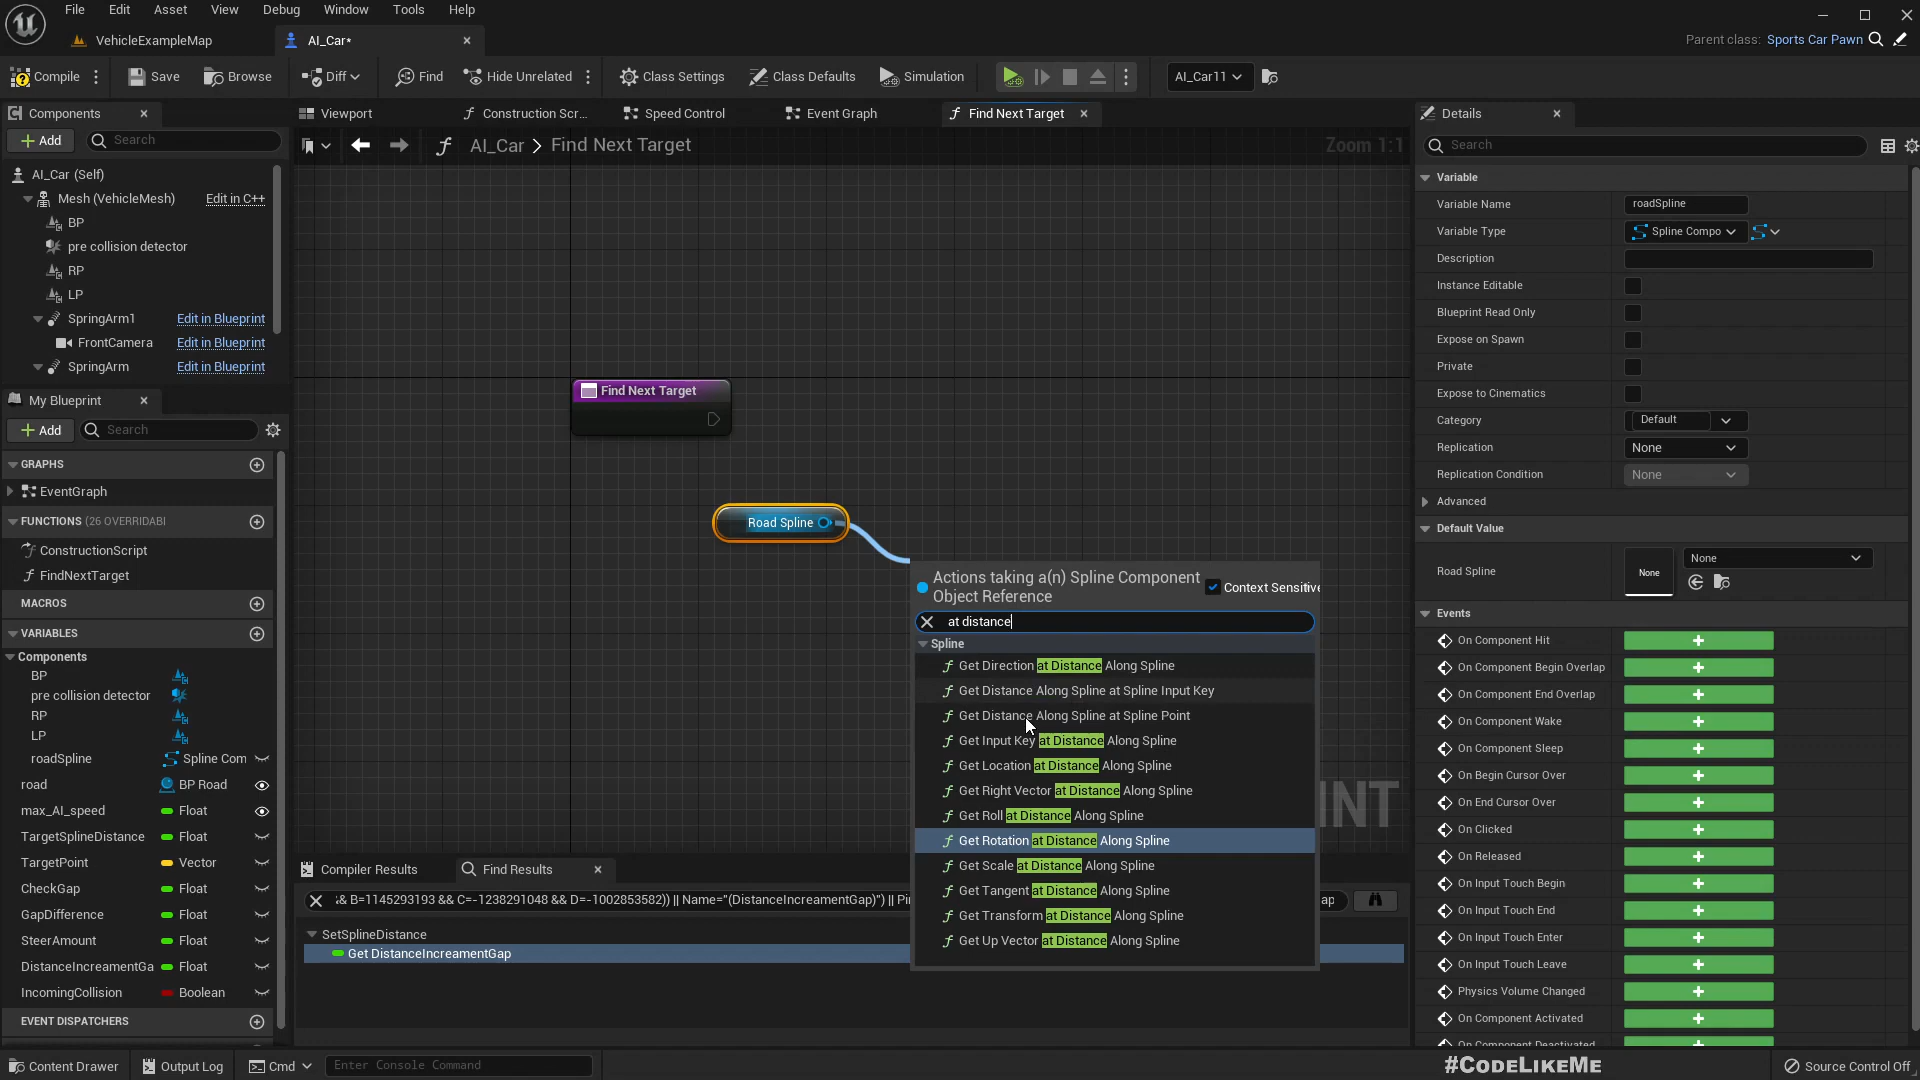 File Edit Asset View Debug Window Tools Help
VehicleExampleMap
AI_Car*
Parent class: Sports Car Pawn
Compile Save Browse Diff Find Hide Unrelated Class Settings Class Defaults Simulation AI_Car11
Components
Add
Search
AI_Car (Self)
Mesh (VehicleMesh) Edit in C++
BP
pre collision detector
RP
LP
SpringArm1 Edit in Blueprint
FrontCamera Edit in Blueprint
SpringArm Edit in Blueprint
My Blueprint
Add
Search
GRAPHS
EventGraph
FUNCTIONS (26 OVERRIDABI
ConstructionScript
FindNextTarget
MACROS
VARIABLES
Components
BP
pre collision detector
RP
LP
roadSpline Spline Com
road BP Road
max_AI_speed Float
TargetSplineDistance Float
TargetPoint Vector
CheckGap Float
GapDifference Float
SteerAmount Float
DistanceIncreamentGa Float
IncomingCollision Boolean
EVENT DISPATCHERS
Viewport Construction Scr... Speed Control Event Graph Find Next Target
AI_Car > Find Next Target
Zoom 1:1
Find Next Target
Road Spline
Actions taking a(n) Spline Component
Object Reference
Context Sensitive
at distance
Spline
Get Direction at Distance Along Spline
Get Distance Along Spline at Spline Input Key
Get Distance Along Spline at Spline Point
Get Input Key at Distance Along Spline
Get Location at Distance Along Spline
Get Right Vector at Distance Along Spline
Get Roll at Distance Along Spline
Get Rotation at Distance Along Spline
Get Scale at Distance Along Spline
Get Tangent at Distance Along Spline
Get Transform at Distance Along Spline
Get Up Vector at Distance Along Spline
INT
Compiler Results
Find Results
& B=1145293193 && C=-1238291048 && D=-1002853582)) || Name="(DistanceIncreamentGap)") || Pi
ap
SetSplineDistance
Get DistanceIncreamentGap
Details
Search
Variable
Variable Name roadSpline
Variable Type Spline Compo
Description
Instance Editable
Blueprint Read Only
Expose on Spawn
Private
Expose to Cinematics
Category Default
Replication None
Replication Condition None
Advanced
Default Value
Road Spline None None
Events
On Component Hit
On Component Begin Overlap
On Component End Overlap
On Component Wake
On Component Sleep
On Begin Cursor Over
On End Cursor Over
On Clicked
On Released
On Input Touch Begin
On Input Touch End
On Input Touch Enter
On Input Touch Leave
Physics Volume Changed
On Component Activated
On Component Deactivated
Content Drawer Output Log Cmd Enter Console Command
#CODELIKEME
Source Control Off